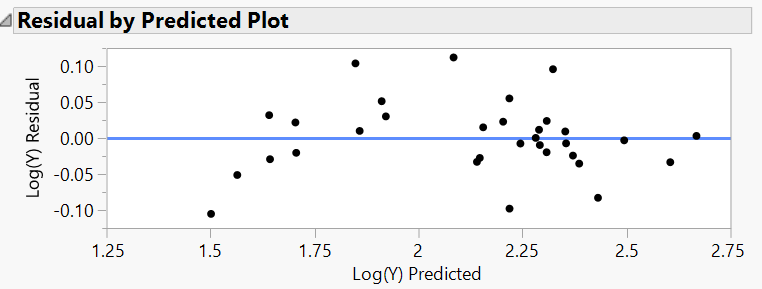 Residual by Predicted Plot
Log(Y) Residual
0.10
0.05
0.00
-0.05
-0.10
1.25 1.5 1.75 2 2.25 2.5 2.75
Log(Y) Predicted